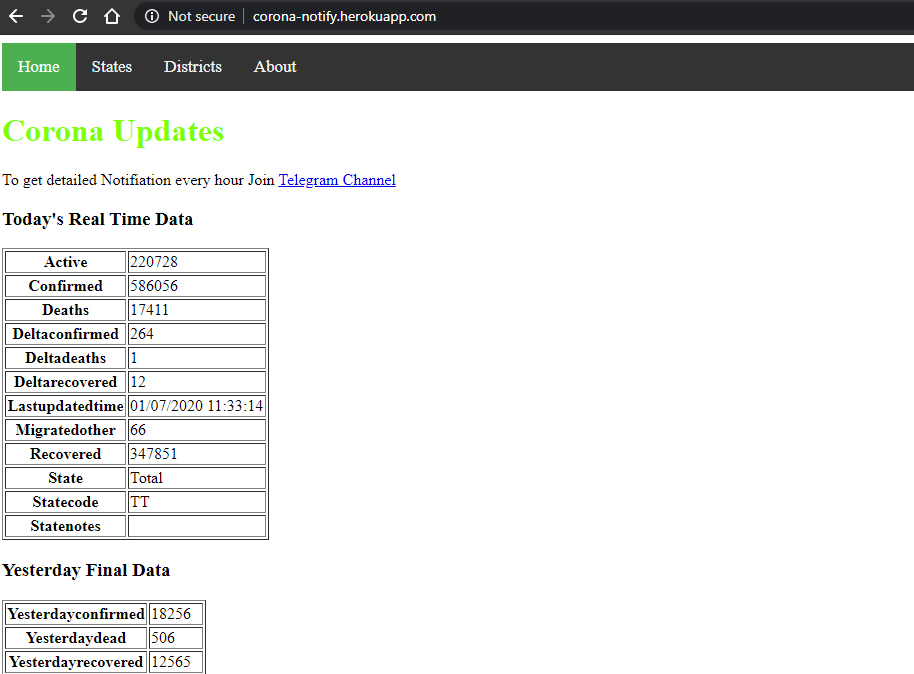 Not secure corona-notify.herokuapp.com
Home States Districts About
Corona Updates
To get detailed Notifiation every hour Join Telegram Channel
Today's Real Time Data
Active 220728
Confirmed 586056
Deaths 17411
Deltaconfirmed 264
Deltadeaths 1
Deltarecovered 12
Lastupdatedtime 01/07/2020 11:33:14
Migratedother 66
Recovered 347851
State Total
Statecode TT
Statenotes
Yesterday Final Data
Yesterdayconfirmed 18256
Yesterdaydead 506
Yesterdayrecovered 12565